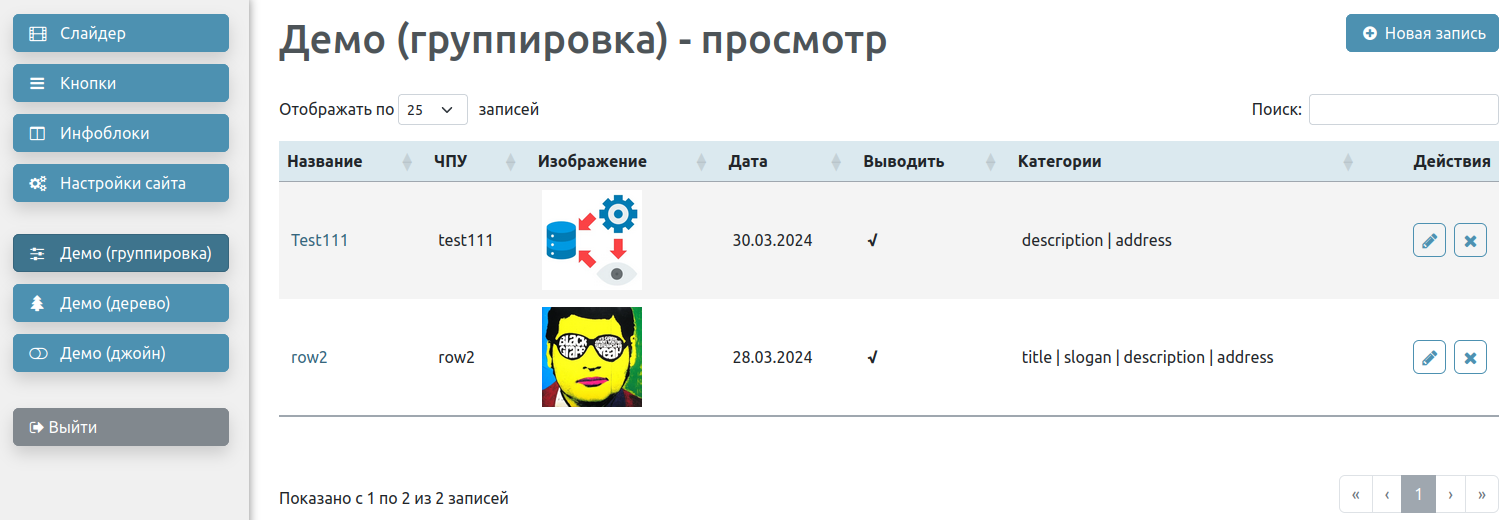 Слайдер
Кнопки
Инфоблоки
Настройки сайта
Демо (группировка)
Демо (дерево)
Демо (джойн)
Выйти
Демо (группировка) - просмотр
Новая запись
Отображать по 25 записей
Поиск:
Название ЧПУ Изображение Дата Выводить Категории Действия
Test111 test111 30.03.2024 √ description | address
row2 row2 28.03.2024 √ title | slogan | description | address
Показано с 1 по 2 из 2 записей
« ‹ 1 › »